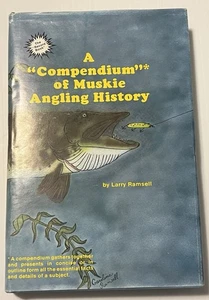 A
"Compendium"*
of Muskie
Angling History
by Larry Ramsell
*A compendium gathers together
and presents in concise or
outline form all the essential facts
and details of a subject.